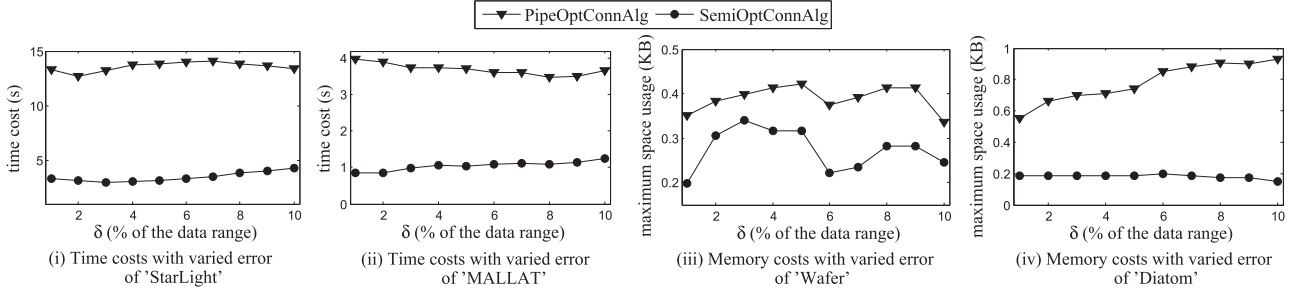 PipeOptConnAlg SemiOptConnAlg
time cost (s)
15
10
5
2 4 6 8 10
δ (% of the data range)
(i) Time costs with varied error
of 'StarLight'
time cost (s)
4
3
2
1
0
2 4 6 8 10
δ (% of the data range)
(ii) Time costs with varied error
of 'MALLAT'
maximum space usage (KB)
0.5
0.4
0.3
0.2
2 4 6 8 10
δ (% of the data range)
(iii) Memory costs with varied error
of 'Wafer'
maximum space usage (KB)
1
0.8
0.6
0.4
0.2
0
2 4 6 8 10
δ (% of the data range)
(iv) Memory costs with varied error
of 'Diatom'